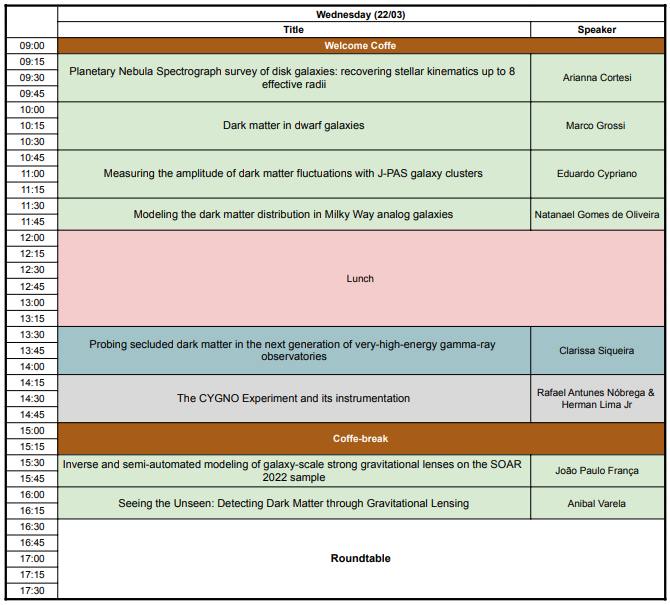 Wednesday (22/03)
Title Speaker
09:00 Welcome Coffe
09:15
Planetary Nebula Spectrograph survey of disk galaxies: recovering stellar kinematics up to 8
09:30 Arianna Cortesi
effective radii
09:45
10:00
10:15 Dark matter in dwarf galaxies Marco Grossi
10:30
10:45
11:00 Measuring the amplitude of dark matter fluctuations with J-PAS galaxy clusters Eduardo Cypriano
11:15
11:30
Modeling the dark matter distribution in Milky Way analog galaxies Natanael Gomes de Oliveira
11:45
12:00
12:15
12:30
Lunch
12:45
13:00
13:15
13:30
Probing secluded dark matter in the next generation of very-high-energy gamma-ray
13:45 Clarissa Siqueira
observatories
14:00
14:15
Rafael Antunes Nóbrega &
14:30 The CYGNO Experiment and its instrumentation
Herman Lima Jr
14:45
15:00
Coffe-break
15:15
15:30
Inverse and semi-automated modeling of galaxy-scale strong gravitational lenses on the SOAR
João Paulo França
2022 sample
15:45
16:00
Seeing the Unseen: Detecting Dark Matter through Gravitational Lensing Anibal Varela
16:15
16:30
16:45
17:00 Roundtable
17:15
17:30